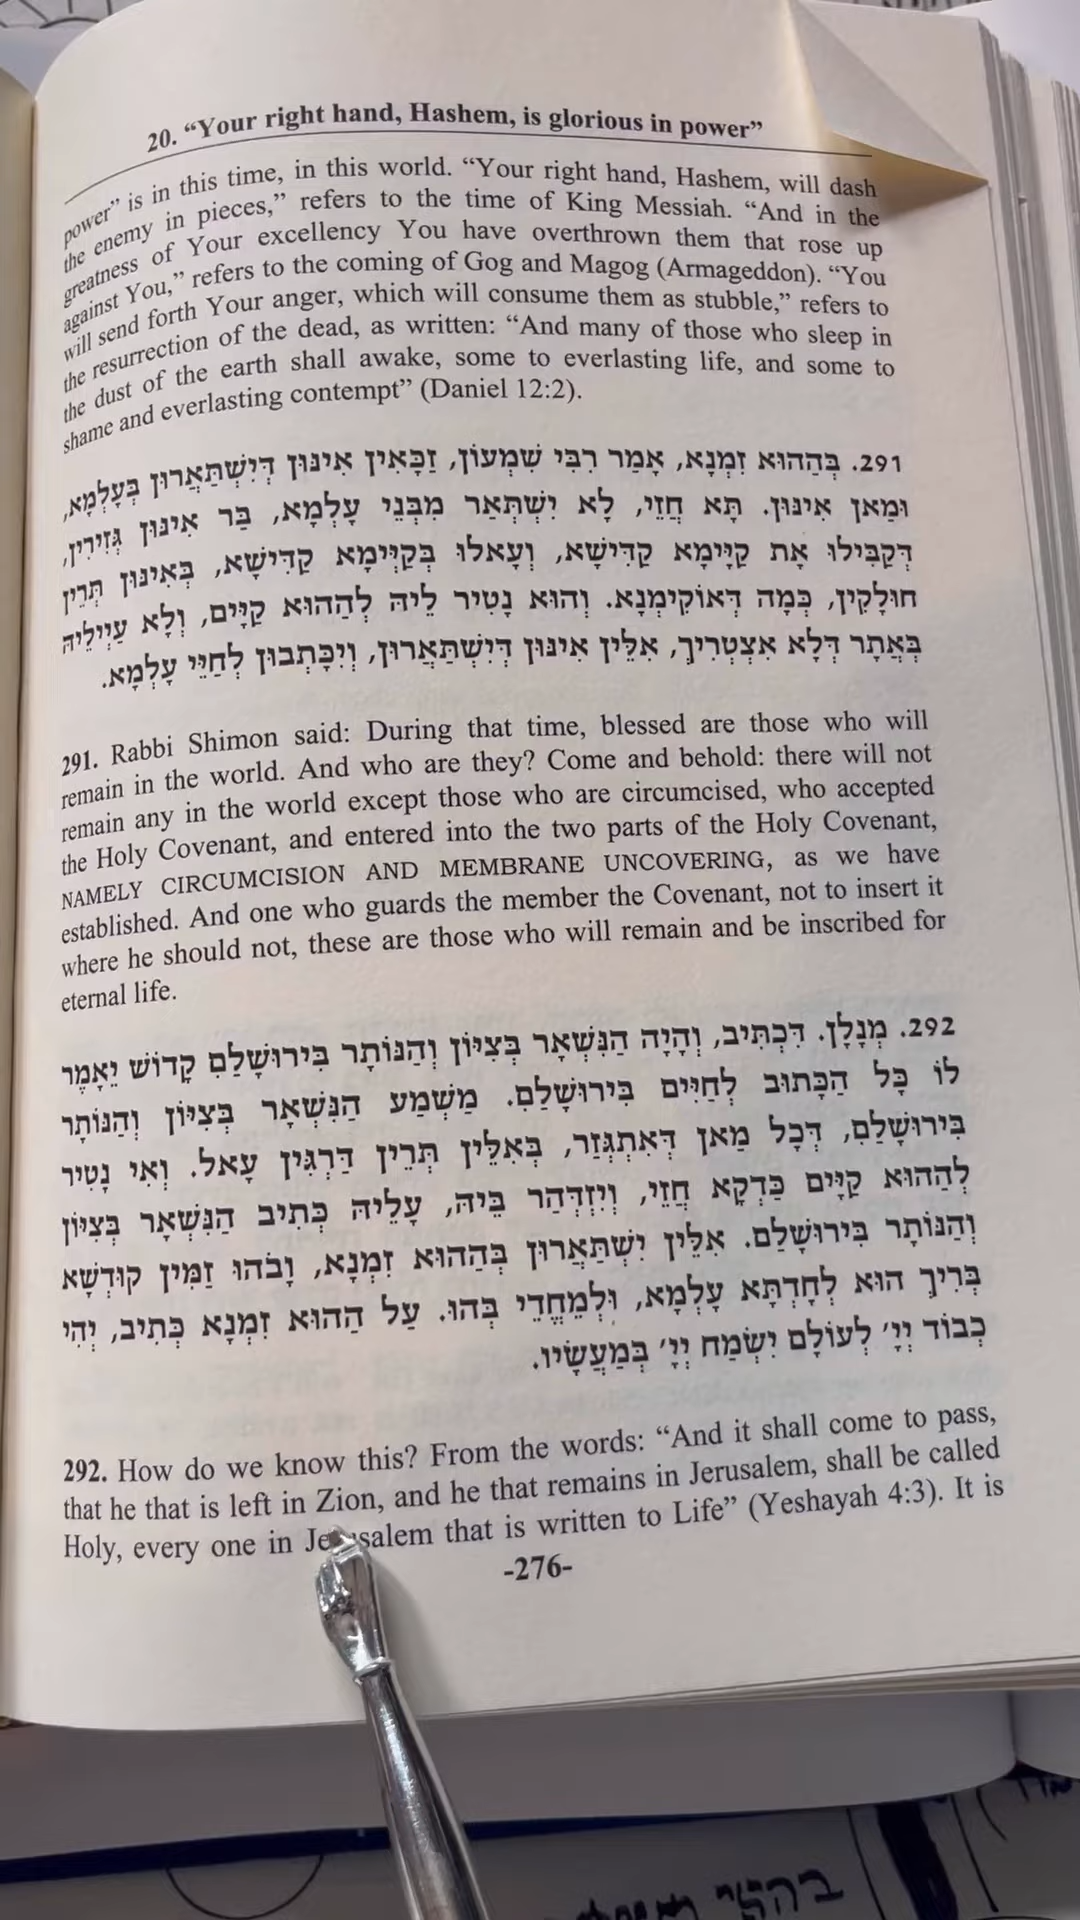 20. “Your right hand, Hashem, is glorious in power”
power” is in this time, in this world. “Your right hand, Hashem, will dash
the enemy in pieces,” refers to the time of King Messiah. “And in the
greatness of Your excellency You have overthrown them that rose up
against You,” refers to the coming of Gog and Magog (Armageddon). “You
will send forth Your anger, which will consume them as stubble,” refers to
the resurrection of the dead, as written: “And many of those who sleep in
the dust of the earth shall awake, some to everlasting life, and some to
shame and everlasting contempt” (Daniel 12:2).
291. בְּהַהוּא זִמְנָא, אָמַר רִבִּי שִׁמְעוֹן, זַכָּאִין אִינּוּן דְּיִשְׁתַּאֲרוּן בְּעָלְמָא,
וּמַאן אִינּוּן. תָּא חֲזֵי, לָא יִשְׁתְּאַר מִבְּנֵי עָלְמָא, בַּר אִינּוּן גְּזִירִין,
דְּקַבִּילוּ אֶת קַיָּימָא קַדִּישָׁא, וְעָאלוּ בְּקַיְּימָא קַדִּישָׁא, בְּאִינּוּן תְּרֵין
חוּלָקִין, כְּמָה דְּאוֹקִימְנָא. וְהוּא נָטִיר לֵיהּ לְהַהוּא קַיָּים, וְלָא עַיְילֵיהּ
בַּאֲתָר דְּלָא אִצְטְרִיךְ, אִלֵּין אִינּוּן דְּיִשְׁתַּאֲרוּן, וְיִכָּתְבוּן לְחַיֵּי עָלְמָא.
291. Rabbi Shimon said: During that time, blessed are those who will
remain in the world. And who are they? Come and behold: there will not
remain any in the world except those who are circumcised, who accepted
the Holy Covenant, and entered into the two parts of the Holy Covenant,
NAMELY CIRCUMCISION AND MEMBRANE UNCOVERING, as we have
established. And one who guards the member the Covenant, not to insert it
where he should not, these are those who will remain and be inscribed for
eternal life.
292. מְנָלָן. דִּכְתִּיב, וְהָיָה הַנִּשְׁאָר בְּצִיּוֹן וְהַנּוֹתָר בִּירוּשָׁלַםִ קָדוֹשׁ יֵאָמֶר
לוֹ כָּל הַכָּתוּב לְחַיִּים בִּירוּשָׁלַםִ. מַשְׁמַע הַנִּשְׁאָר בְּצִיּוֹן וְהַנּוֹתָר
בִּירוּשָׁלַםִ, דְּכָל מַאן דְּאִתְגְּזַר, בְּאִלֵּין תְּרֵין דַּרְגִּין עָאל. וְאִי נָטִיר
לְהַהוּא קַיָּים כַּדְקָא חֲזֵי, וְיִזְדְּהַר בֵּיהּ, עָלֵיהּ כְּתִיב הַנִּשְׁאָר בְּצִיּוֹן
וְהַנּוֹתָר בִּירוּשָׁלַםִ. אִלֵּין יִשְׁתַּאֲרוּן בְּהַהוּא זִמְנָא, וּבְהוּ זַמִּין קוּדְשָׁא
בְּרִיךְ הוּא לְחָדְתָּא עָלְמָא, וּלְמֶחֱדֵי בְּהוּ. עַל הַהוּא זִמְנָא כְּתִיב, יְהִי
כְבוֹד יְיָ' לְעוֹלָם יִשְׂמַח יְיָ' בְּמַעֲשָׂיו.
292. How do we know this? From the words: “And it shall come to pass,
that he that is left in Zion, and he that remains in Jerusalem, shall be called
Holy, every one in Jerusalem that is written to Life” (Yeshayah 4:3). It is
-276-